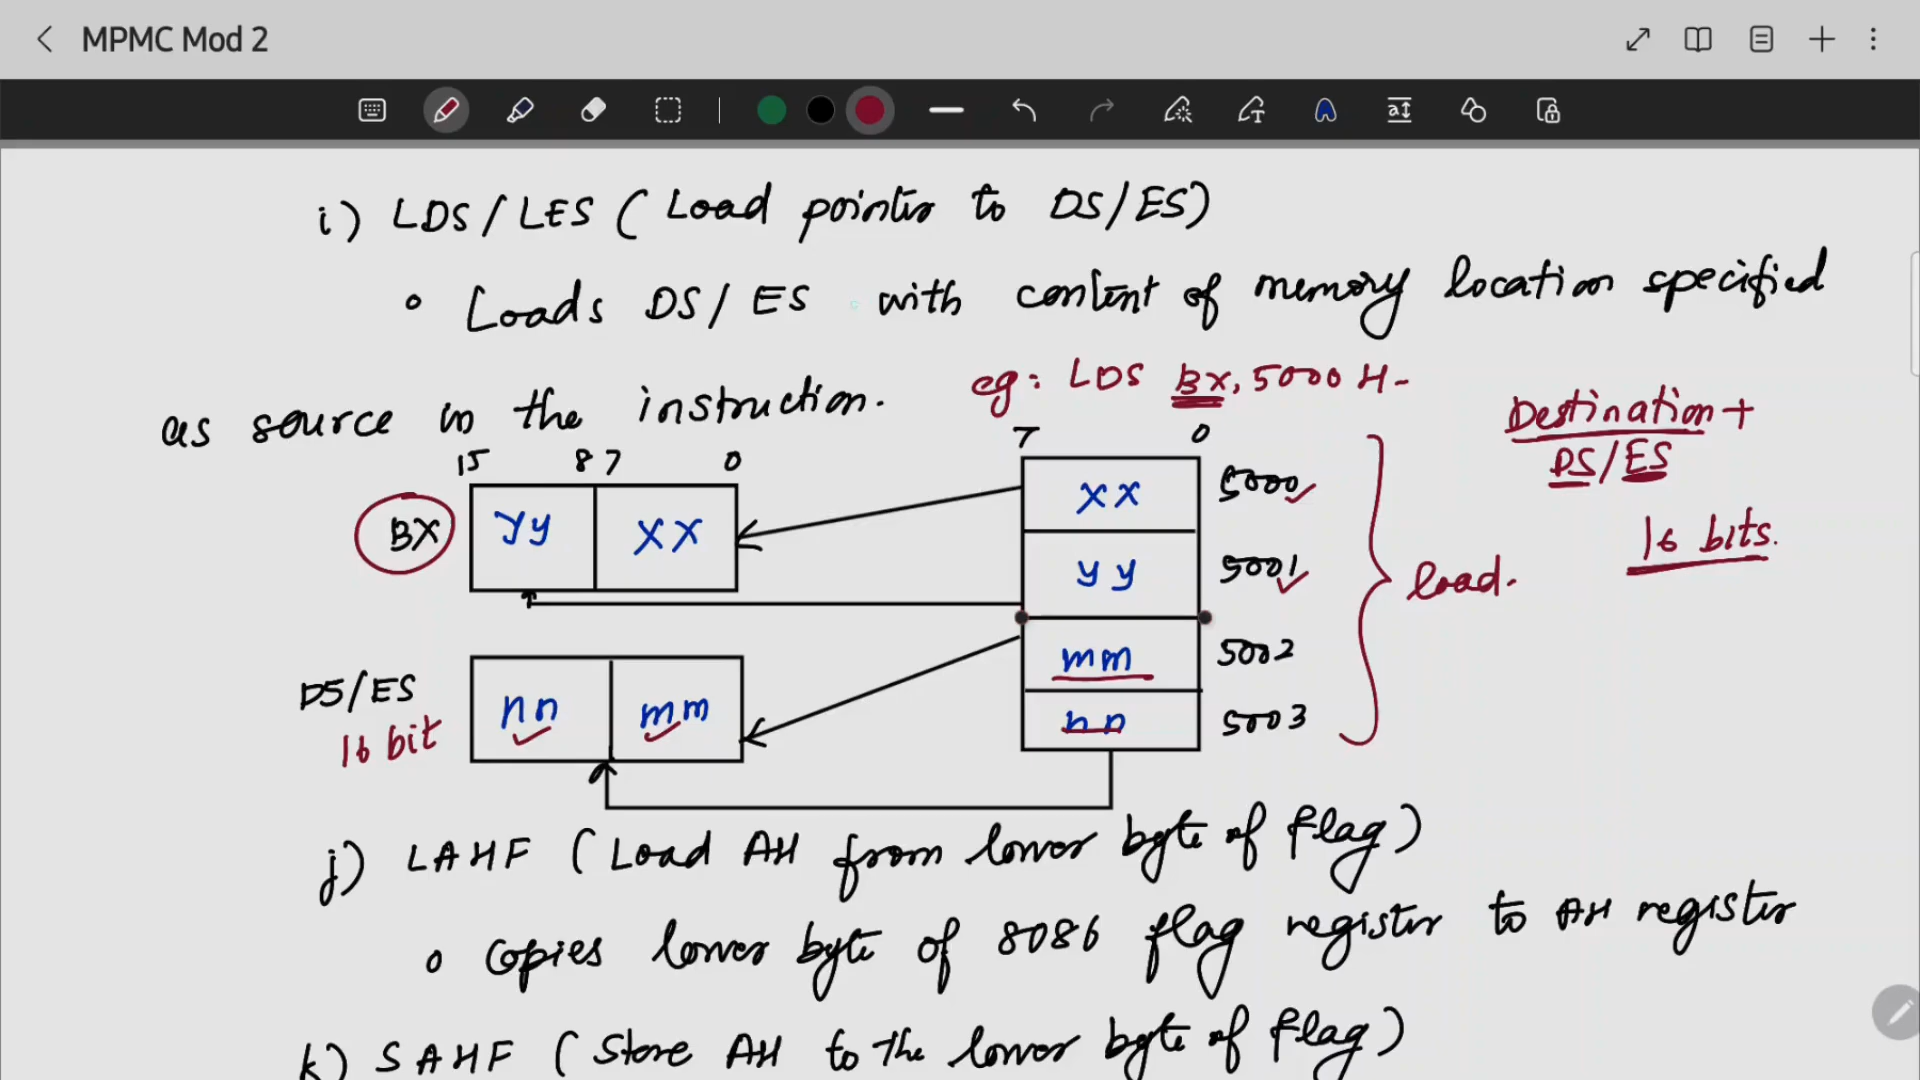 MPMC Mod 2
i) LDS/LES (Load pointer to DS/ES)
• Loads DS/ES with content of memory location specified
as source in the instruction.
eg: LDS BX, 5000 H.
Destination +
DS/ES
16 bits.
15 8 7 0
7 0
BX yy xx
xx 5000
yy 5001
mm 5002
nn 5003
load.
DS/ES nn mm
16 bit
j) LAHF (Load AH from lower byte of flag)
• Copies lower byte of 8086 flag register to AH register
k) SAHF (Store AH to the lower byte of flag)